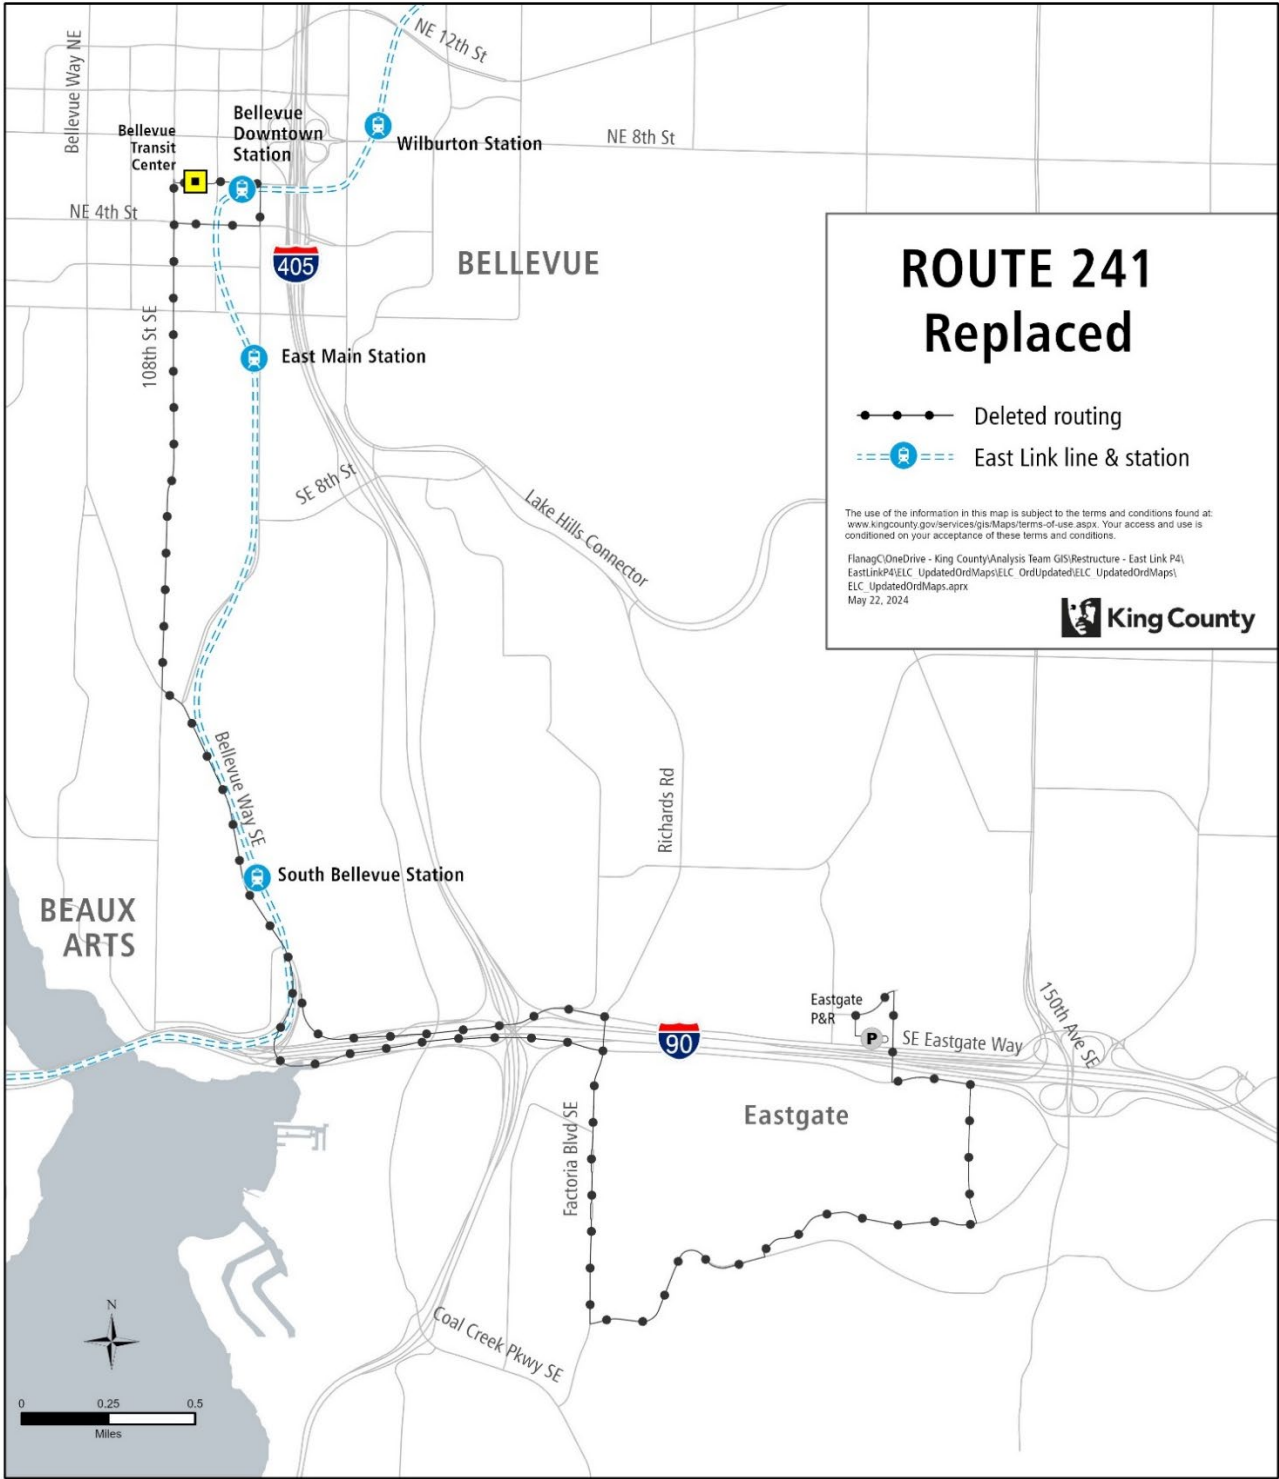 NE 12th St
Bellevue Way NE
Bellevue
Downtown
Station
Bellevue
Transit
Center
Wilburton Station
NE 8th St
NE 4th St
405
BELLEVUE
ROUTE 241
Replaced
108th St SE
East Main Station
Deleted routing
East Link line & station
SE 8th St
Lake Hills Connector
The use of the information in this map is subject to the terms and conditions found at:
www.kingcounty.gov/services/gis/Maps/terms-of-use.aspx. Your access and use is
conditioned on your acceptance of these terms and conditions.
FlanagC\OneDrive - King County\Analysis Team GIS\Restructure - East Link P4\
EastLinkP4\ELC_UpdatedOrdMaps\ELC_OrdUpdated\ELC_UpdatedOrdMaps\
ELC_UpdatedOrdMaps.aprx
May 22, 2024
King County
Bellevue Way SE
Richards Rd
South Bellevue Station
BEAUX
ARTS
Eastgate
P&R
P
SE Eastgate Way
150th Ave SE
90
Eastgate
Factoria Blvd SE
Coal Creek Pkwy SE
N
0 0.25 0.5
Miles